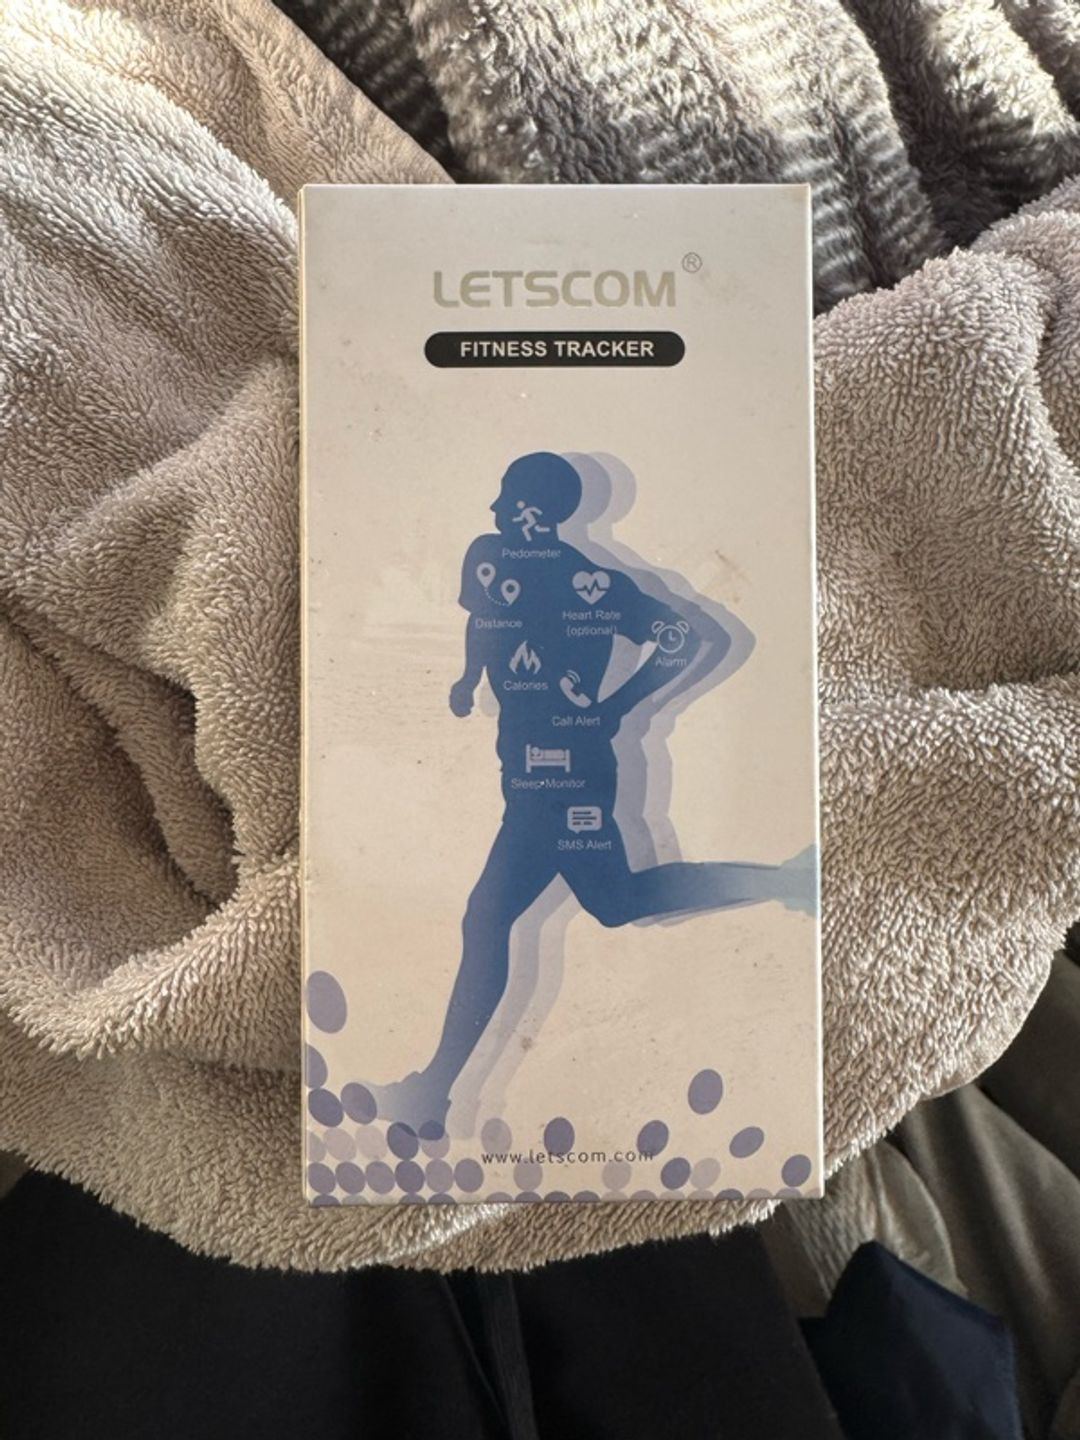 LETSCOM®
FITNESS TRACKER
Pedometer
Distance
Heart Rate
(optional)
Alarm
Calories
Call Alert
Sleep Monitor
SMS Alert
www.letscom.com